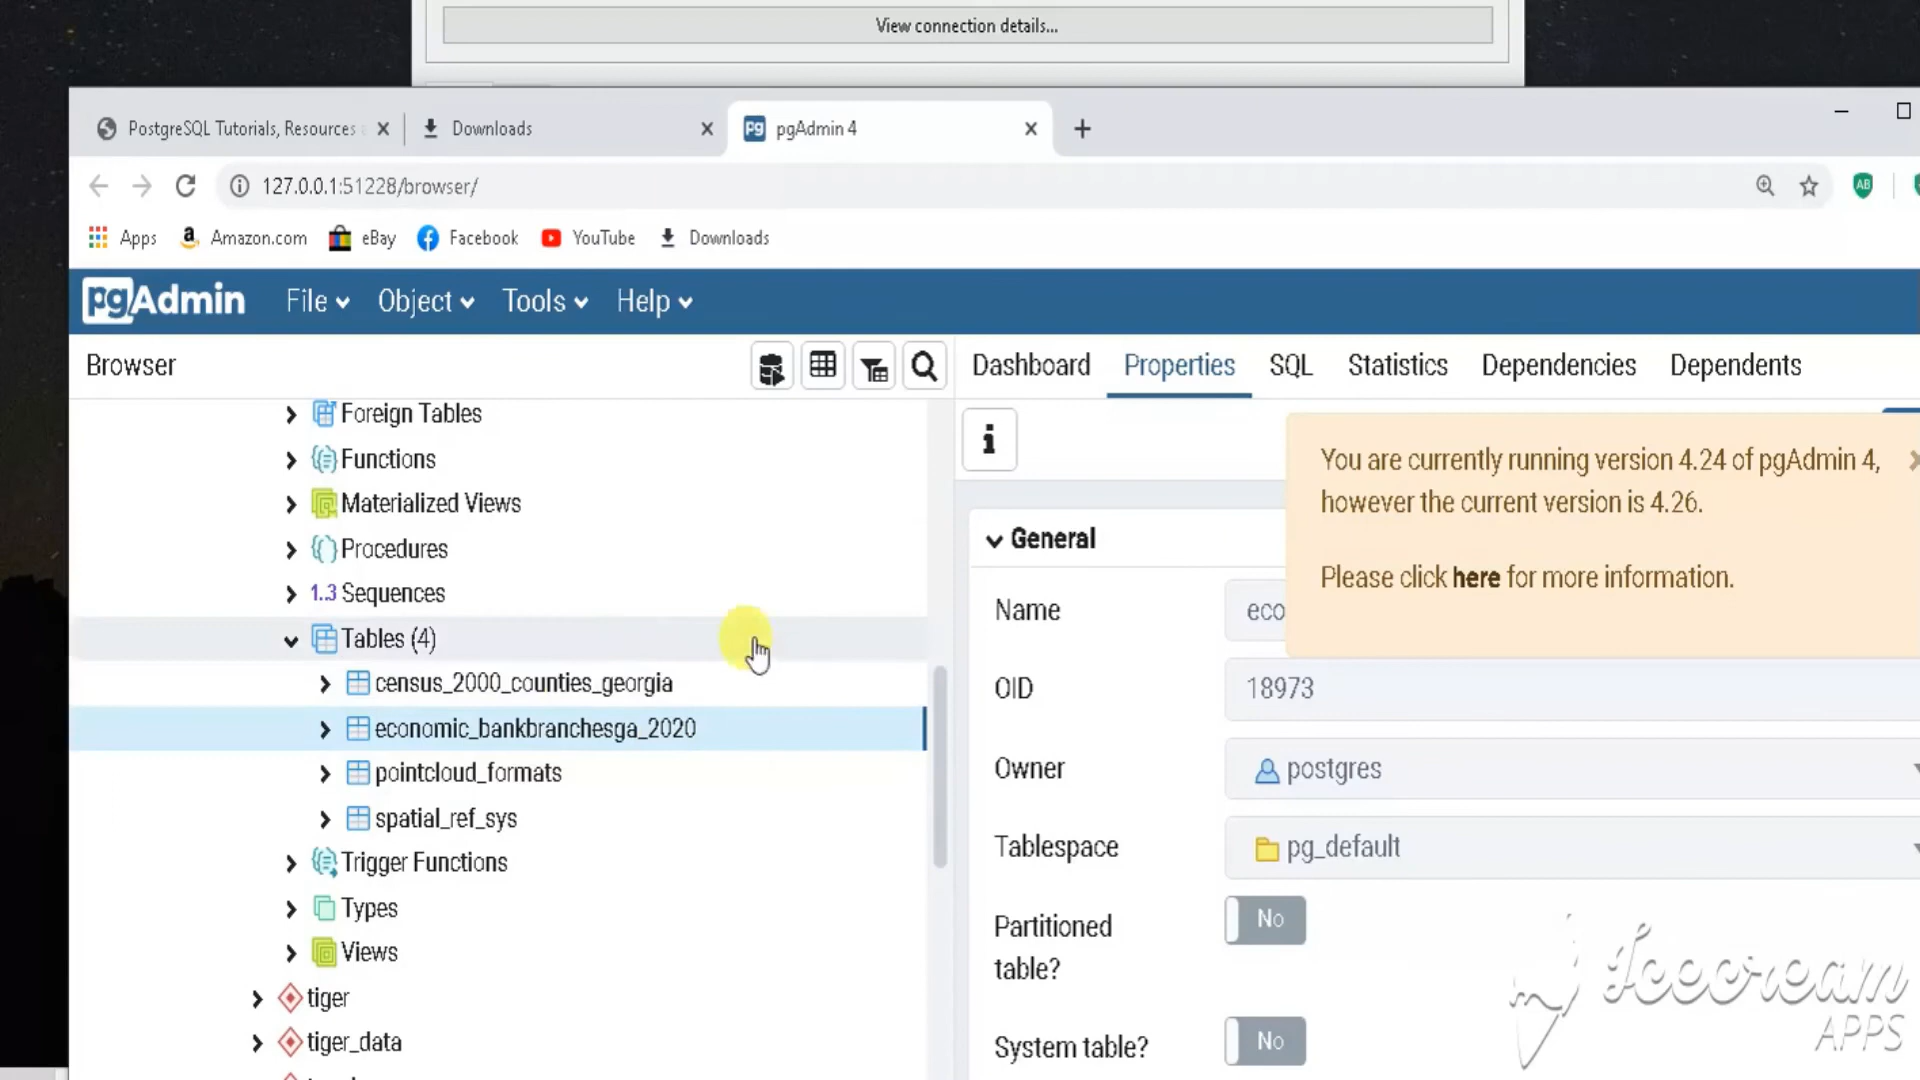 View connection details...
PostgreSQL Tutorials, Resources
Downloads
pgAdmin 4
127.0.0.1:51228/browser/
AB
Apps
Amazon.com
eBay
Facebook
YouTube
Downloads
pgAdmin
File
Object
Tools
Help
Browser
Dashboard
Properties
SQL
Statistics
Dependencies
Dependents
Foreign Tables
Functions
Materialized Views
Procedures
1..3 Sequences
Tables (4)
census_2000_counties_georgia
economic_bankbranchesga_2020
pointcloud_formats
spatial_ref_sys
Trigger Functions
Types
Views
tiger
tiger_data
You are currently running version 4.24 of pgAdmin 4,
however the current version is 4.26.
Please click here for more information.
General
Name
eco
OID
18973
Owner
postgres
Tablespace
pg_default
Partitioned
table?
No
System table?
No
Icecream
APPS